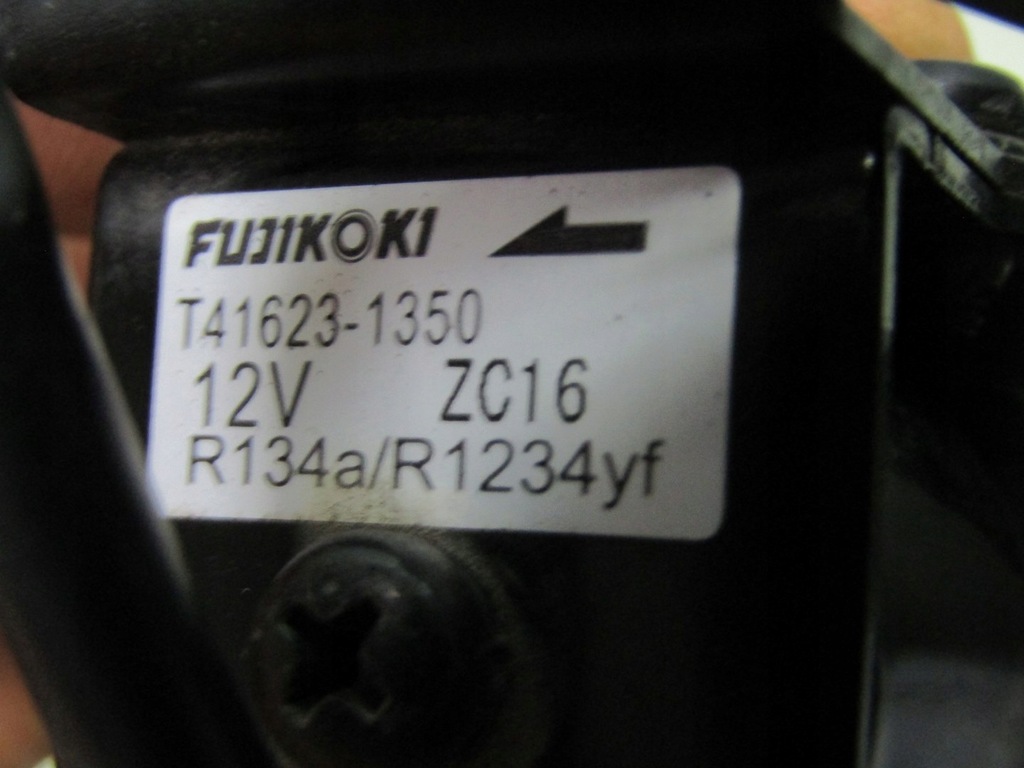 FUJIKOKI
T41623-1350
12V ZC16
R134a/R1234yf